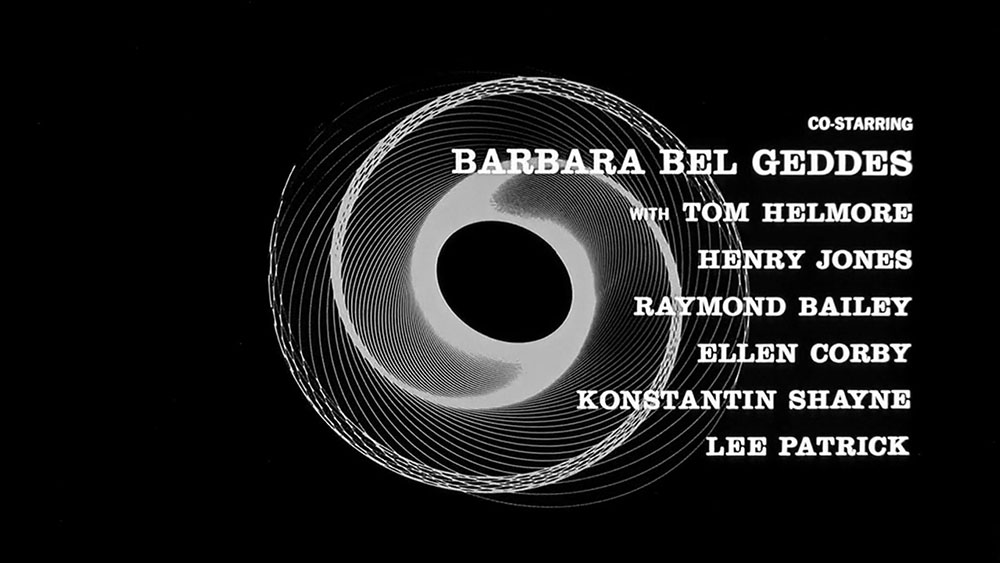 CO-STARRING
BARBARA BEL GEDDES
WITH TOM HELMORE
HENRY JONES
RAYMOND BAILEY
ELLEN CORBY
KONSTANTIN SHAYNE
LEE PATRICK